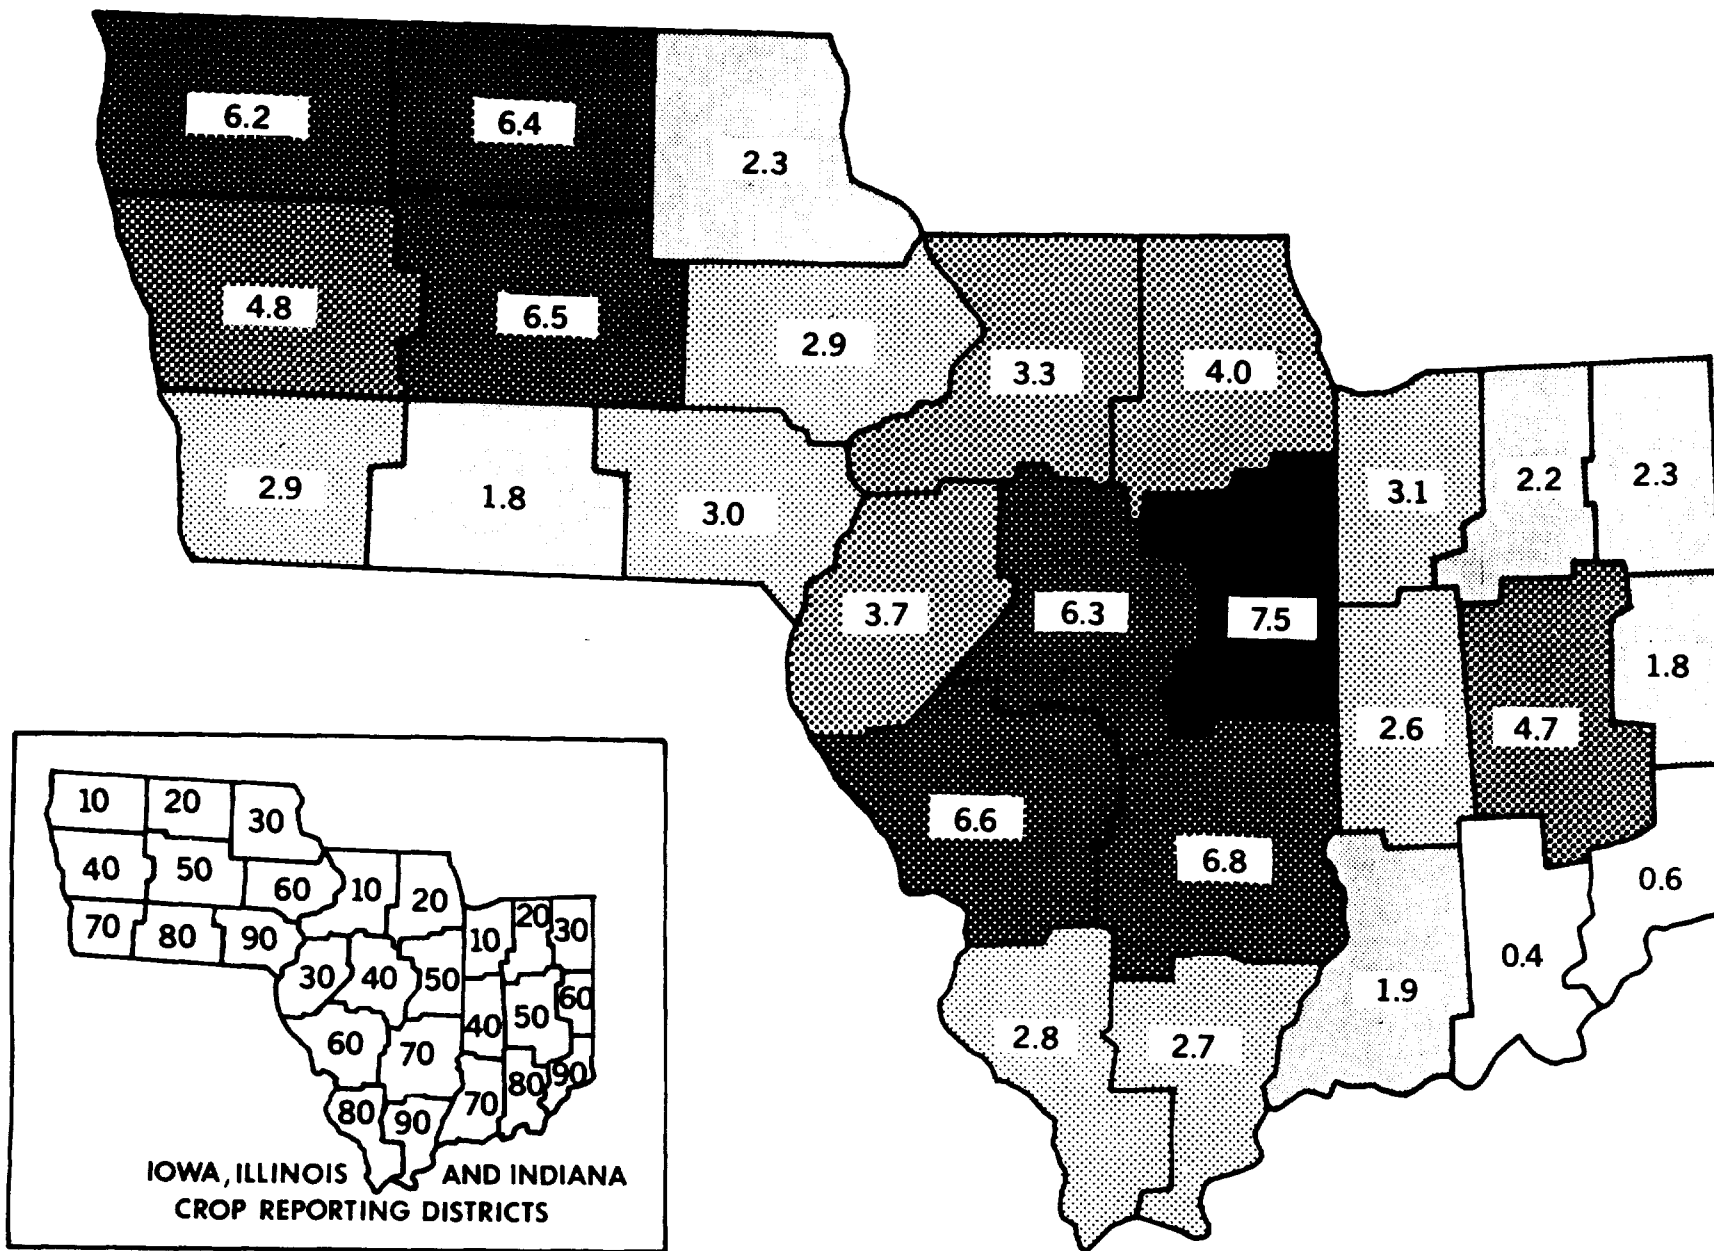 6.2 6.4 2.3
4.8 6.5 2.9 3.3 4.0
2.9 1.8 3.0 3.1 2.2 2.3
3.7 6.3 7.5 1.8
2.6 4.7
6.6 6.8 0.6
2.8 2.7 1.9 0.4
10 20 30
40 50 60 10 20
70 80 90 10 20 30
30 40 50 40 50 60
60 70
80 90 70 80 90
IOWA, ILLINOIS AND INDIANA
CROP REPORTING DISTRICTS